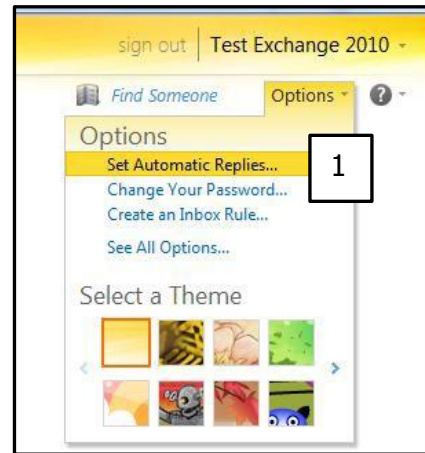 sign out Test Exchange 2010
Find Someone Options ?
Options
Set Automatic Replies...
1
Change Your Password...
Create an Inbox Rule...
See All Options...
Select a Theme